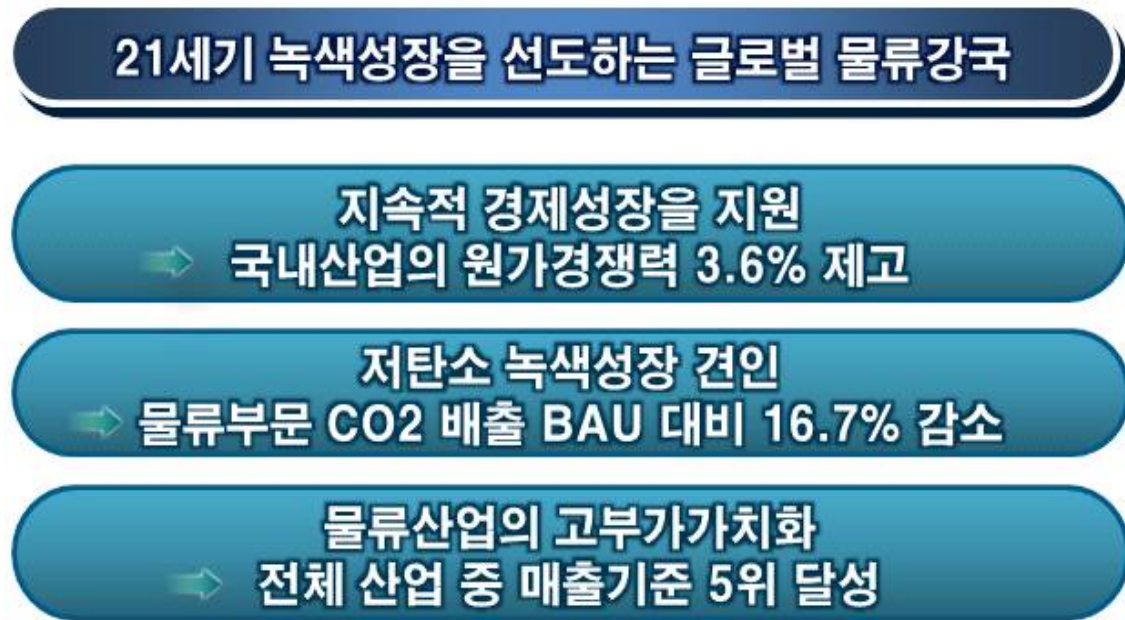 21세기 녹색성장을 선도하는 글로벌 물류강국
지속적 경제성장을 지원
국내산업의 원가경쟁력 3.6% 제고
저탄소 녹색성장 견인
물류부문 CO2 배출 BAU 대비 16.7% 감소
물류산업의 고부가가치화
전체 산업 중 매출기준 5위 달성